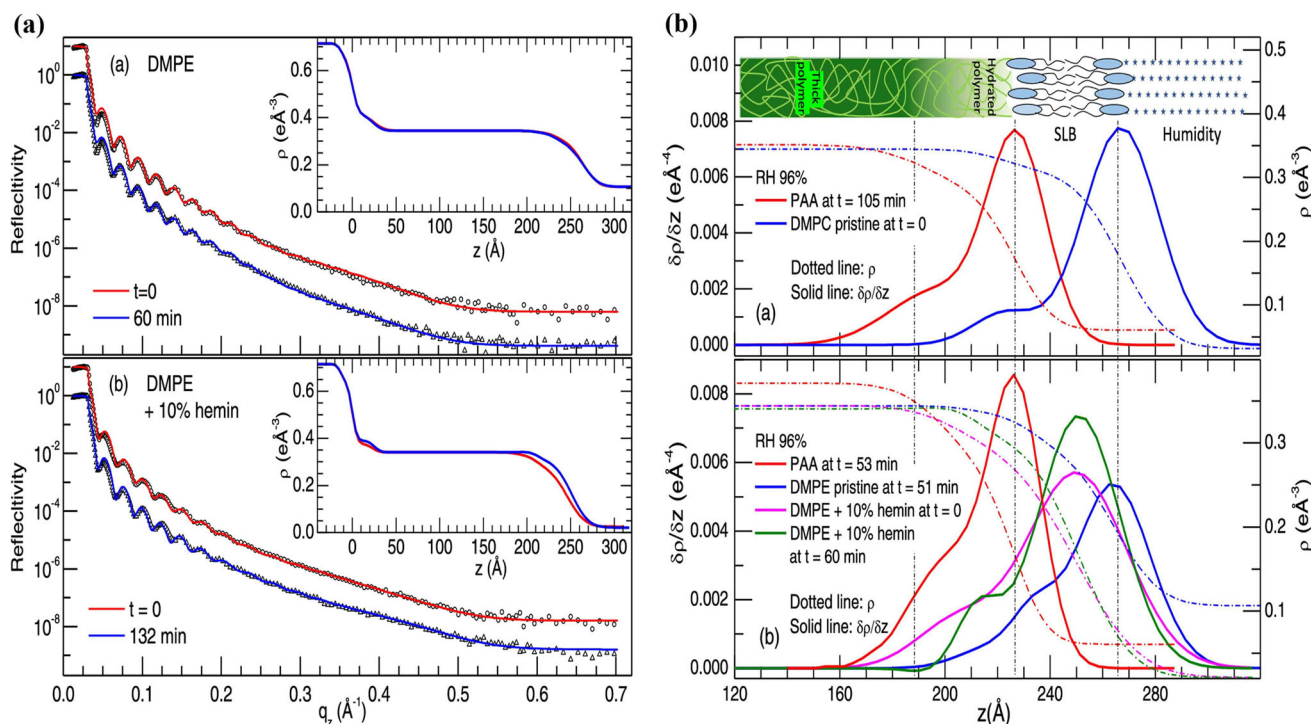 (a)
(a) DMPE
Reflecitivity
10⁰
10⁻²
10⁻⁴
10⁻⁶
10⁻⁸
t=0
60 min
ρ (eÅ⁻³)
0.6
0.4
0.2
0.0
0 50 100 150 200 250 300
z (Å)
(b) DMPE
+ 10% hemin
Reflecitivity
10⁰
10⁻²
10⁻⁴
10⁻⁶
10⁻⁸
t = 0
132 min
ρ (eÅ⁻³)
0.6
0.4
0.2
0.0
0 50 100 150 200 250 300
z (Å)
0.0 0.1 0.2 0.3 0.4 0.5 0.6 0.7
q_z (Å⁻¹)
(b)
δρ/δz (eÅ⁻⁴)
0.010
0.008
0.006
0.004
0.002
0.000
Thick
polymer
Hydrated
polymer
SLB
Humidity
RH 96%
PAA at t = 105 min
DMPC pristine at t = 0
Dotted line: ρ
Solid line: δρ/δz
(a)
0.5
0.4
0.3
0.2
0.1
ρ (eÅ⁻³)
δρ/δz (eÅ⁻⁴)
0.008
0.006
0.004
0.002
0.000
RH 96%
PAA at t = 53 min
DMPE pristine at t = 51 min
DMPE + 10% hemin at t = 0
DMPE + 10% hemin
at t = 60 min
Dotted line: ρ
Solid line: δρ/δz
(b)
0.3
0.2
0.1
ρ (eÅ⁻³)
120 160 200 240 280
z(Å)